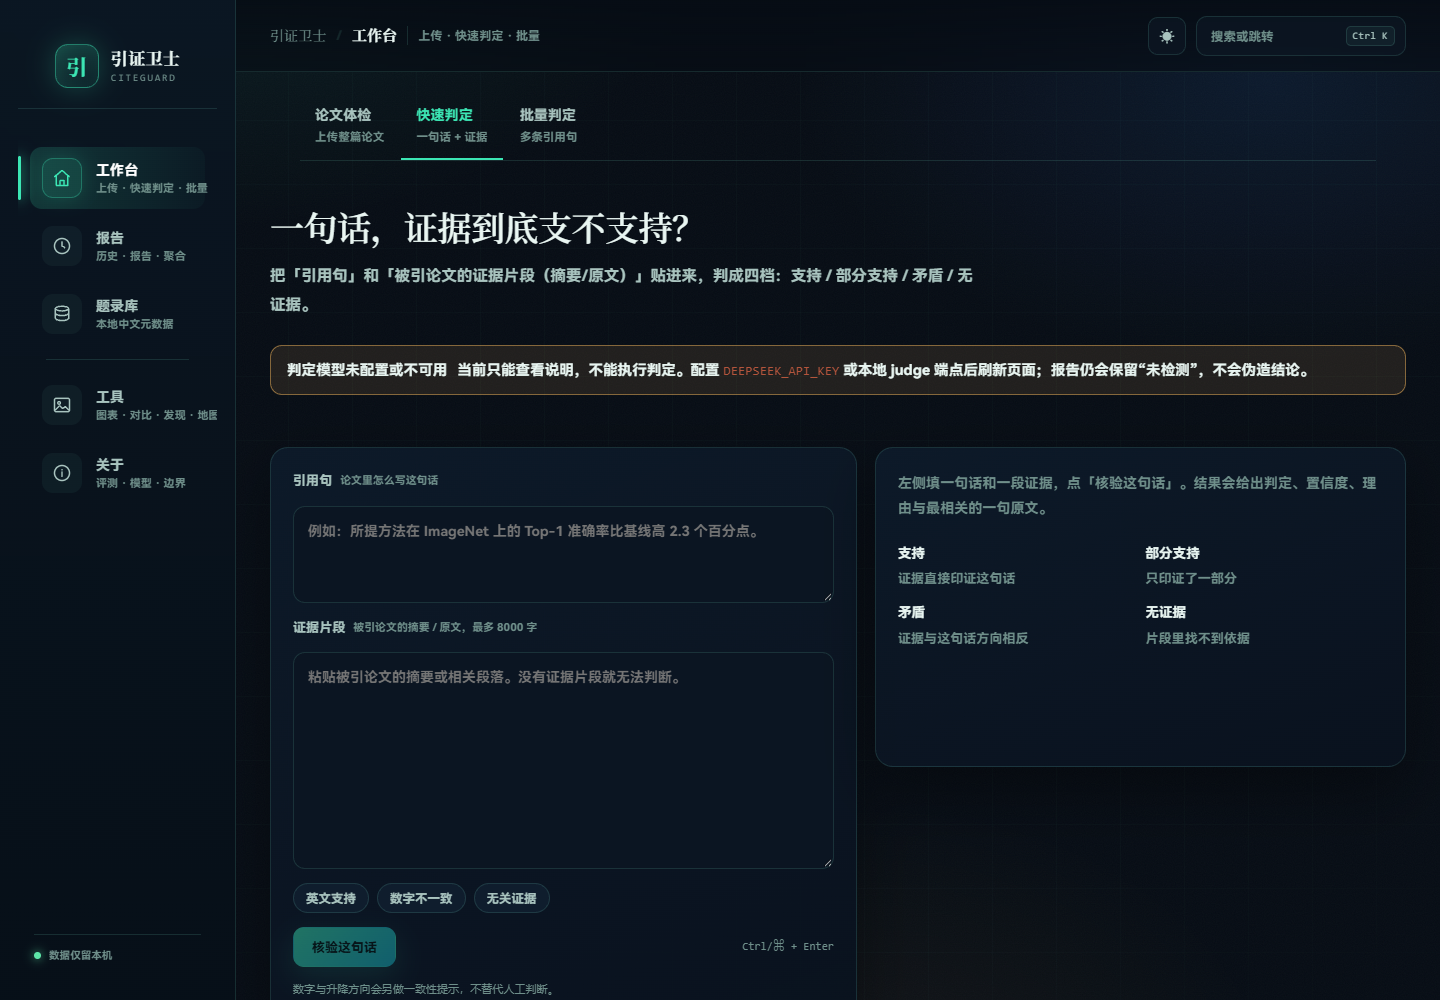 引
引证卫士
CITEGUARD
工作台
上传 · 快速判定 · 批量
报告
历史 · 报告 · 聚合
题录库
本地中文元数据
工具
图表 · 对比 · 发现 · 地图
关于
评测 · 模型 · 边界
数据仅留本机
引证卫士 / 工作台 上传 · 快速判定 · 批量
搜索或跳转 Ctrl K
论文体检
上传整篇论文
快速判定
一句话 + 证据
批量判定
多条引用句
一句话，证据到底支不支持？
把「引用句」和「被引论文的证据片段（摘要/原文）」贴进来，判成四档：支持 / 部分支持 / 矛盾 / 无
证据。
判定模型未配置或不可用 当前只能查看说明，不能执行判定。配置 DEEPSEEK_API_KEY 或本地 judge 端点后刷新页面；报告仍会保留“未检测”，不会伪造结论。
引用句 论文里怎么写这句话
例如：所提方法在 ImageNet 上的 Top-1 准确率比基线高 2.3 个百分点。
证据片段 被引论文的摘要 / 原文，最多 8000 字
粘贴被引论文的摘要或相关段落。没有证据片段就无法判断。
英文支持 数字不一致 无关证据
核验这句话 Ctrl/⌘ + Enter
数字与升降方向会另做一致性提示，不替代人工判断。
左侧填一句话和一段证据，点「核验这句话」。结果会给出判定、置信度、理
由与最相关的一句原文。
支持
证据直接印证这句话
部分支持
只印证了一部分
矛盾
证据与这句话方向相反
无证据
片段里找不到依据